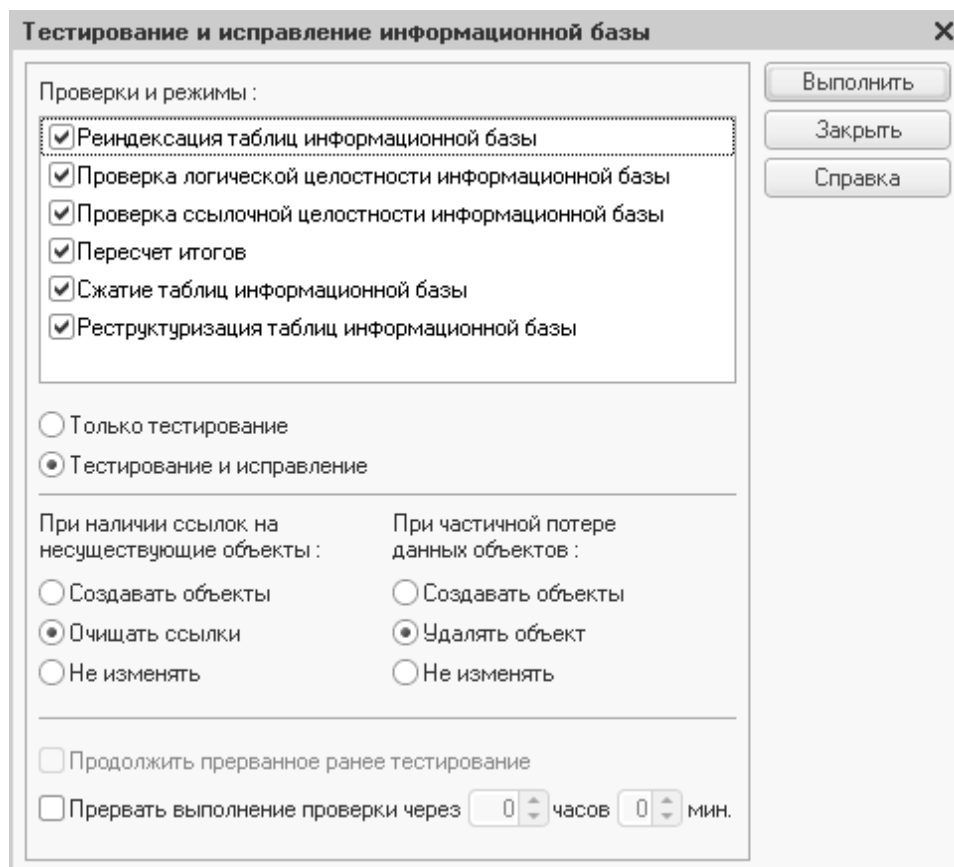 Тестирование и исправление информационной базы
Проверки и режимы :
Выполнить
Закрыть
Справка
Реиндексация таблиц информационной базы
Проверка логической целостности информационной базы
Проверка ссылочной целостности информационной базы
Пересчет итогов
Сжатие таблиц информационной базы
Реструктуризация таблиц информационной базы
Только тестирование
Тестирование и исправление
При наличии ссылок на
несуществующие объекты :
Создавать объекты
Очищать ссылки
Не изменять
При частичной потере
данных объектов :
Создавать объекты
Удалять объект
Не изменять
Продолжить прерванное ранее тестирование
Прервать выполнение проверки через 0 часов 0 мин.